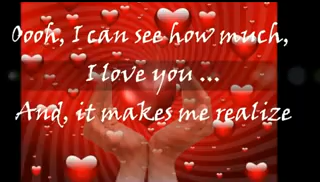 Oooh, I can see how much,
I love you ...
And, it makes me realize